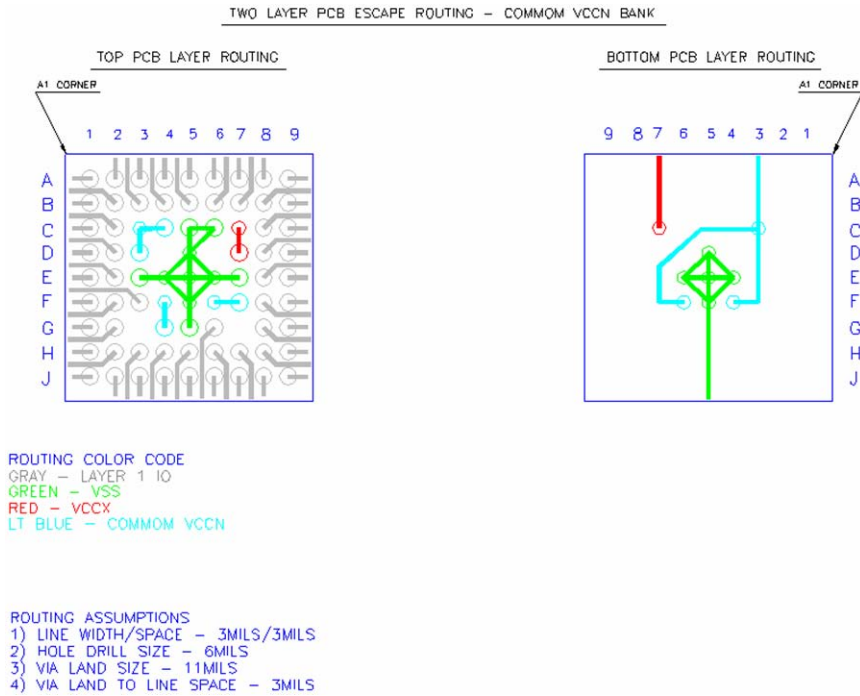 TWO LAYER PCB ESCAPE ROUTING – COMMOM VCCN BANK
TOP PCB LAYER ROUTING
BOTTOM PCB LAYER ROUTING
A1 CORNER
A1 CORNER
1 2 3 4 5 6 7 8 9
9 8 7 6 5 4 3 2 1
A
B
C
D
E
F
G
H
J
A
B
C
D
E
F
G
H
J
ROUTING COLOR CODE
GRAY – LAYER 1 IO
GREEN – VSS
RED – VCCX
LT BLUE – COMMOM VCCN
ROUTING ASSUMPTIONS
1) LINE WIDTH/SPACE – 3MILS/3MILS
2) HOLE DRILL SIZE – 6MILS
3) VIA LAND SIZE – 11MILS
4) VIA LAND TO LINE SPACE – 3MILS